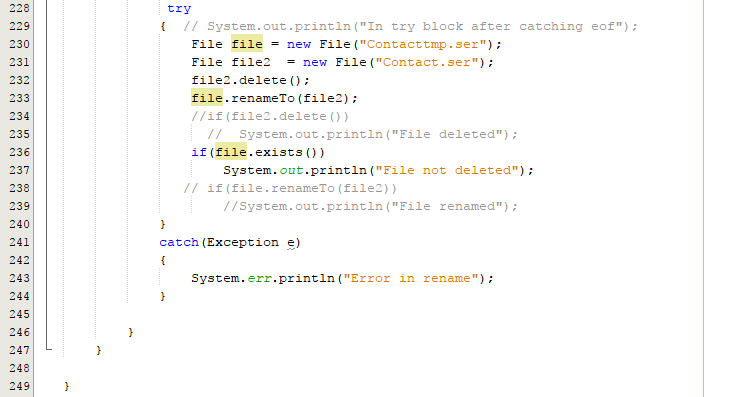 228 try
229 { // System.out.println("In try block after catching eof");
230 File file = new File("Contacttmp.ser");
231 File file2  = new File("Contact.ser");
232 file2.delete();
233 file.renameTo(file2);
234 //if(file2.delete())
235 //  System.out.println("File deleted");
236 if(file.exists())
237 System.out.println("File not deleted");
238 // if(file.renameTo(file2))
239 //System.out.println("File renamed");
240 }
241 catch(Exception e)
242 {
243 System.err.println("Error in rename");
244 }
245
246 }
247 }
248
249 }